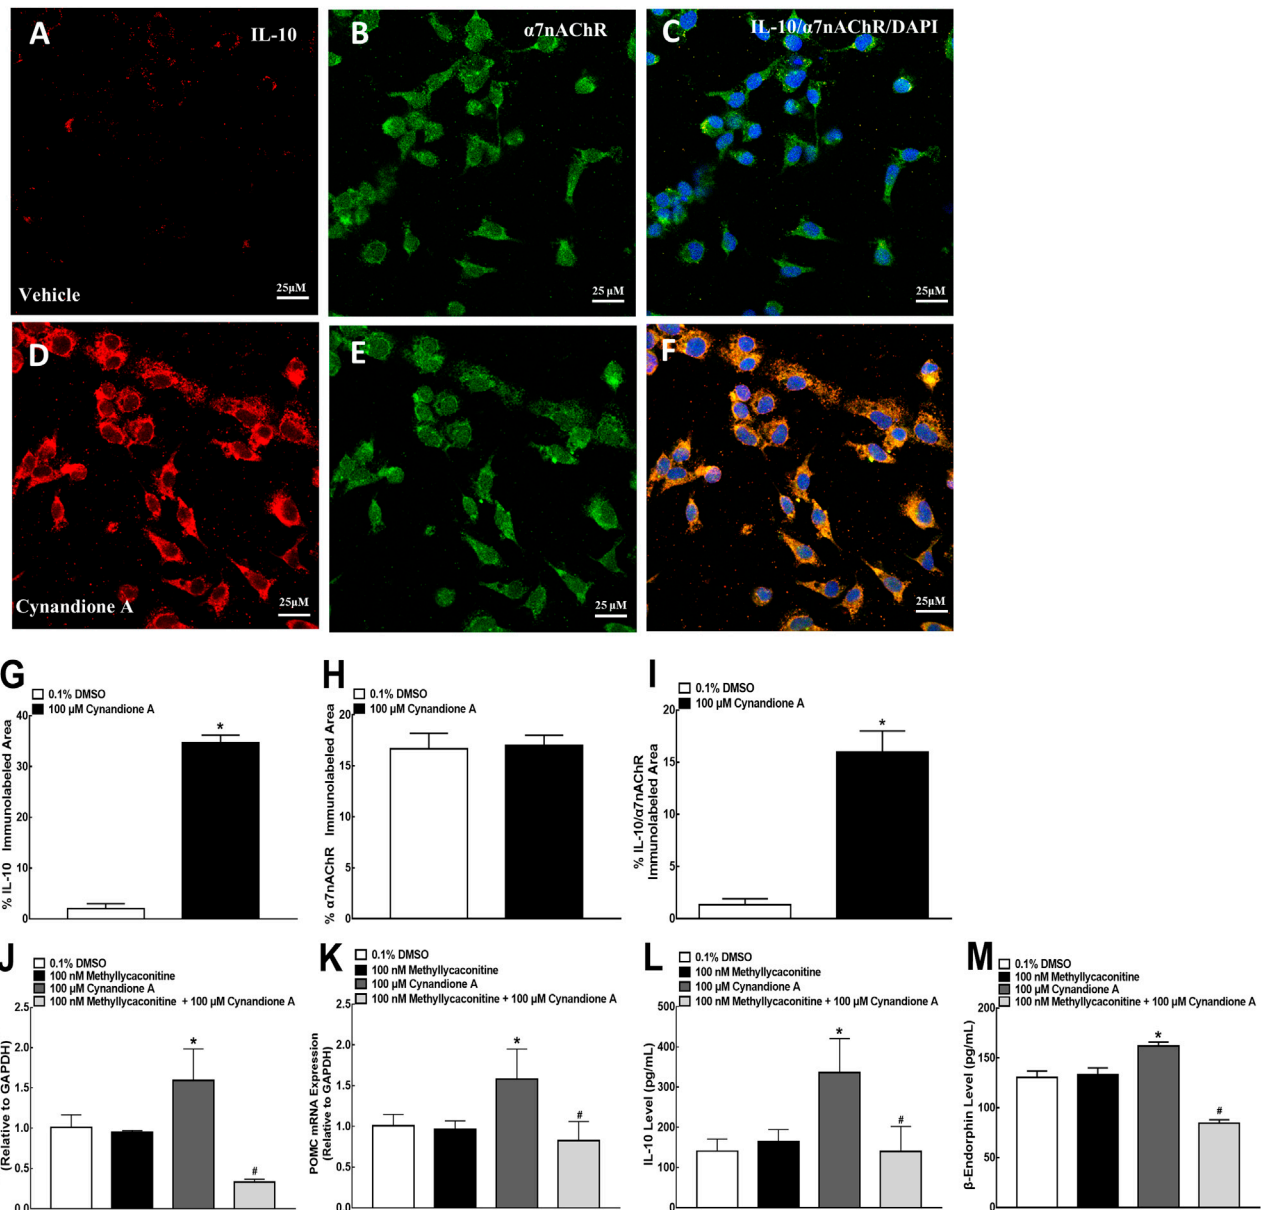 A IL-10
B α7nAChR
C IL-10/α7nAChR/DAPI
Vehicle
25μM
25 μM
25μM
D
E
F
Cynandione A
25μM
25 μM
25μM
G
0.1% DMSO
100 μM Cynandione A
% IL-10 Immunolabeled Area
40
30
20
10
0
*
H
0.1% DMSO
100 μM Cynandione A
% α7nAChR Immunolabeled Area
20
15
10
5
0
I
0.1% DMSO
100 μM Cynandione A
% IL-10/α7nAChR
Immunolabeled Area
20
15
10
5
0
*
J
0.1% DMSO
100 nM Methyllycaconitine
100 μM Cynandione A
100 nM Methyllycaconitine + 100 μM Cynandione A
(Relative to GAPDH)
2.5
2.0
1.5
1.0
0.5
0.0
*
#
K
0.1% DMSO
100 nM Methyllycaconitine
100 μM Cynandione A
100 nM Methyllycaconitine + 100 μM Cynandione A
POMC mRNA Expression
(Relative to GAPDH)
2.5
2.0
1.5
1.0
0.5
0.0
*
#
L
0.1% DMSO
100 nM Methyllycaconitine
100 μM Cynandione A
100 nM Methyllycaconitine + 100 μM Cynandione A
IL-10 Level (pg/mL)
500
400
300
200
100
0
*
#
M
0.1% DMSO
100 nM Methyllycaconitine
100 μM Cynandione A
100 nM Methyllycaconitine + 100 μM Cynandione A
β-Endorphin Level (pg/mL)
200
150
100
50
0
*
#